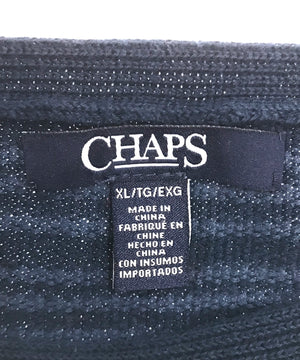 CHAPS
XL/TG/EXG
MADE IN
CHINA
FABRIQUÉ EN
CHINE
HECHO EN
CHINA
CON INSUMOS
IMPORTADOS